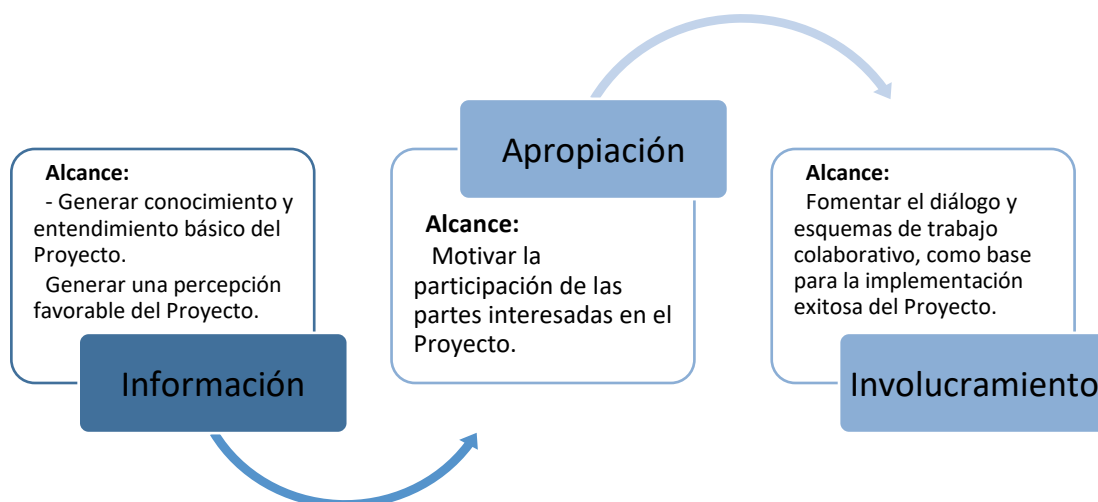 Alcance:
- Generar conocimiento y
entendimiento básico del
Proyecto.
Generar una percepción
favorable del Proyecto.
Información
Apropiación
Alcance:
Motivar la
participación de las
partes interesadas en el
Proyecto.
Alcance:
Fomentar el diálogo y
esquemas de trabajo
colaborativo, como base
para la implementación
exitosa del Proyecto.
Involucramiento